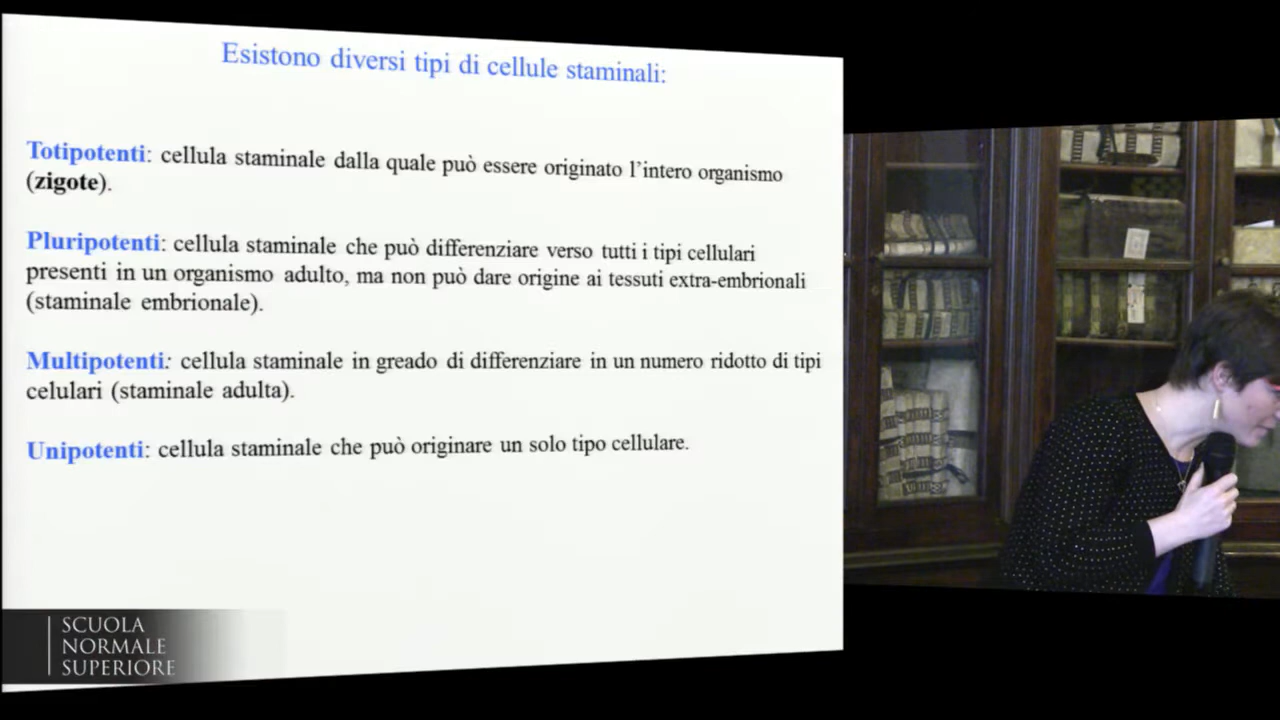 Esistono diversi tipi di cellule staminali:
Totipotenti: cellula staminale dalla quale può essere originato l’intero organismo
(zigote).
Pluripotenti: cellula staminale che può differenziare verso tutti i tipi cellulari
presenti in un organismo adulto, ma non può dare origine ai tessuti extra-embrionali
(staminale embrionale).
Multipotenti: cellula staminale in greado di differenziare in un numero ridotto di tipi
celulari (staminale adulta).
Unipotenti: cellula staminale che può originare un solo tipo cellulare.
SCUOLA
NORMALE
SUPERIORE